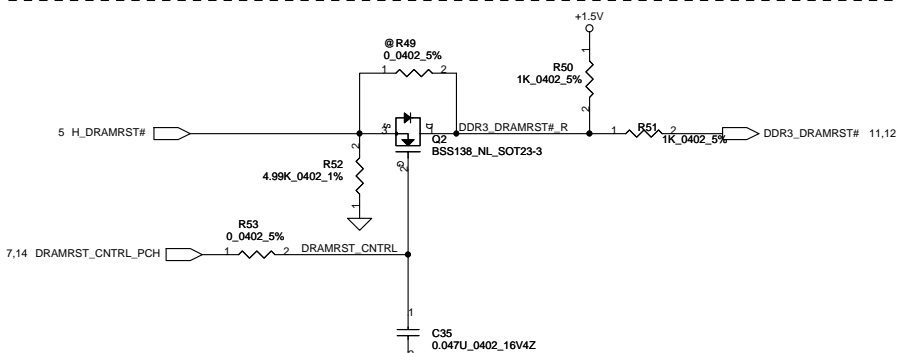 +1.5V
@R49
0_0402_5%
1 2
R50
1K_0402_5%
1
2
5 H_DRAMRST#
3 S D 1
DDR3_DRAMRST#_R
1 R51 2
1K_0402_5%
DDR3_DRAMRST# 11,12
Q2
BSS138_NL_SOT23-3
G
2
2
R52
4.99K_0402_1%
1
R53
0_0402_5%
7,14 DRAMRST_CNTRL_PCH
1 2
DRAMRST_CNTRL
1
C35
0.047U_0402_16V4Z